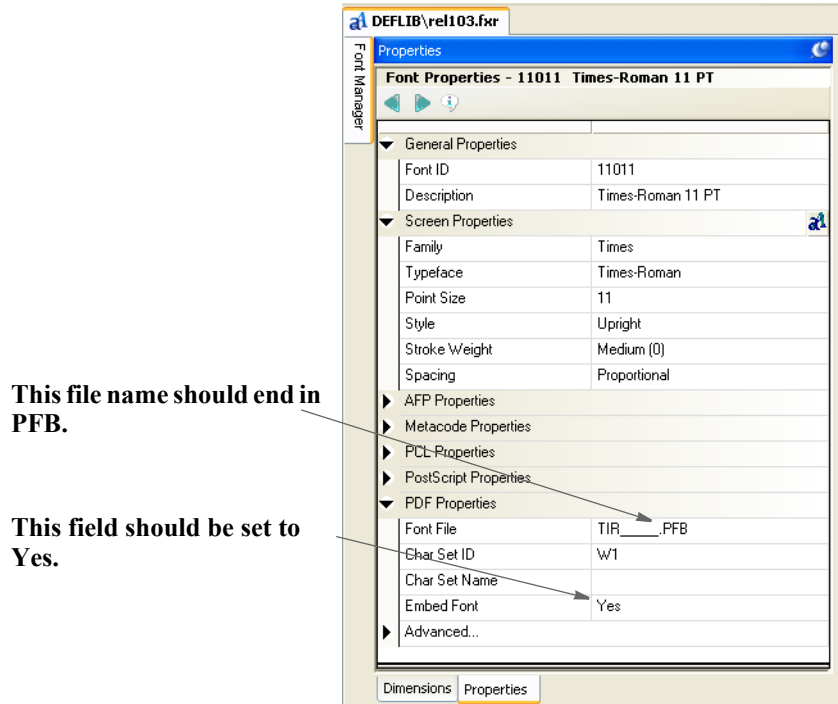 DEFLIB\rel103.fxr
Font Manager
Properties
Font Properties - 11011 Times-Roman 11 PT
General Properties
Font ID 11011
Description Times-Roman 11 PT
Screen Properties
Family Times
Typeface Times-Roman
Point Size 11
Style Upright
Stroke Weight Medium (0)
Spacing Proportional
AFP Properties
Metacode Properties
PCL Properties
PostScript Properties
PDF Properties
Font File TIR_____.PFB
Char Set ID W1
Char Set Name
Embed Font Yes
Advanced...
Dimensions Properties
This file name should end in
PFB.
This field should be set to
Yes.